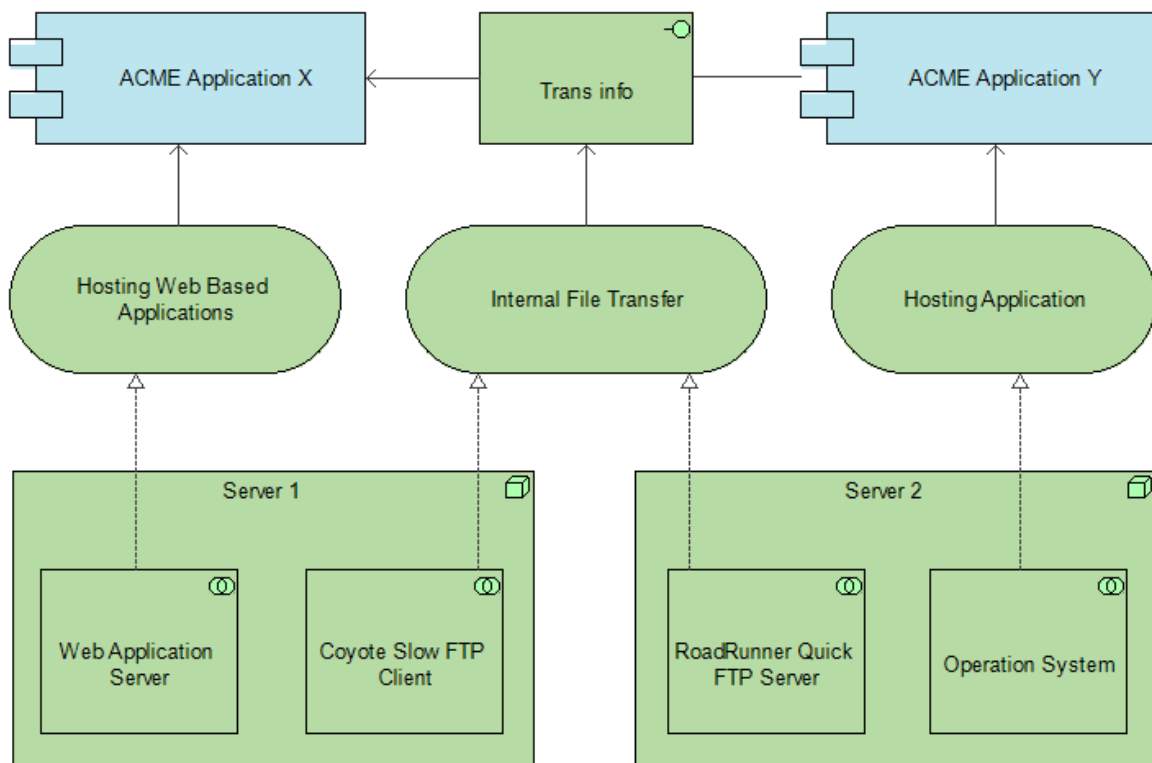 ACME Application X
Trans info
ACME Application Y
Hosting Web Based
Applications
Internal File Transfer
Hosting Application
Server 1
Server 2
Web Application
Server
Coyote Slow FTP
Client
RoadRunner Quick
FTP Server
Operation System